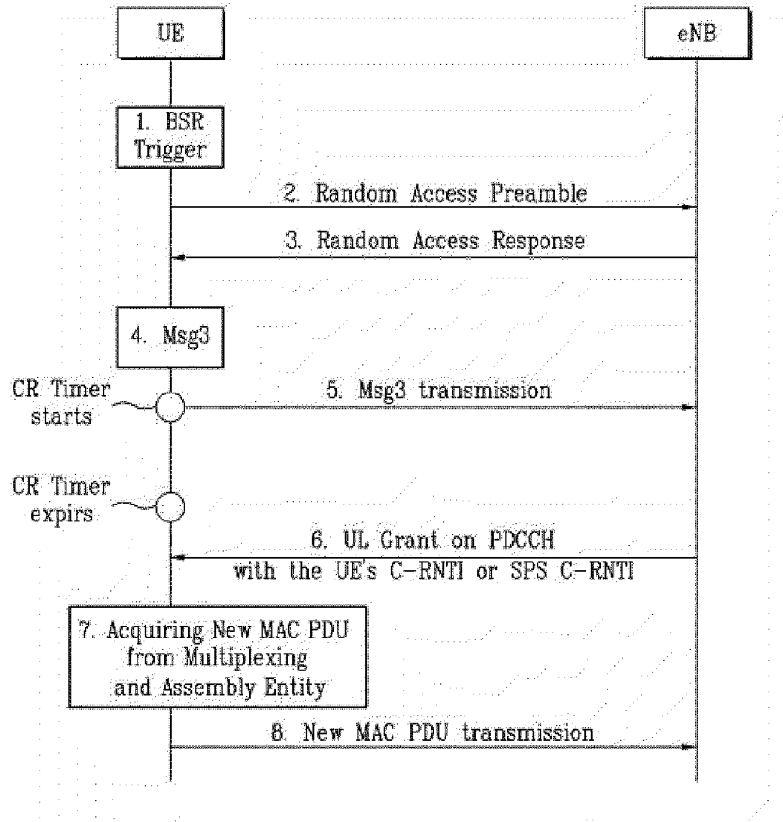 UE
eNB
1. BSR
Trigger
2. Random Access Preamble
3. Random Access Response
4. Msg3
CR Timer
starts
5. Msg3 transmission
CR Timer
expirs
6. UL Grant on PDCCH
with the UE's C-RNTI or SPS C-RNTI
7. Acquiring New MAC PDU
from Multiplexing
and Assembly Entity
8. New MAC PDU transmission